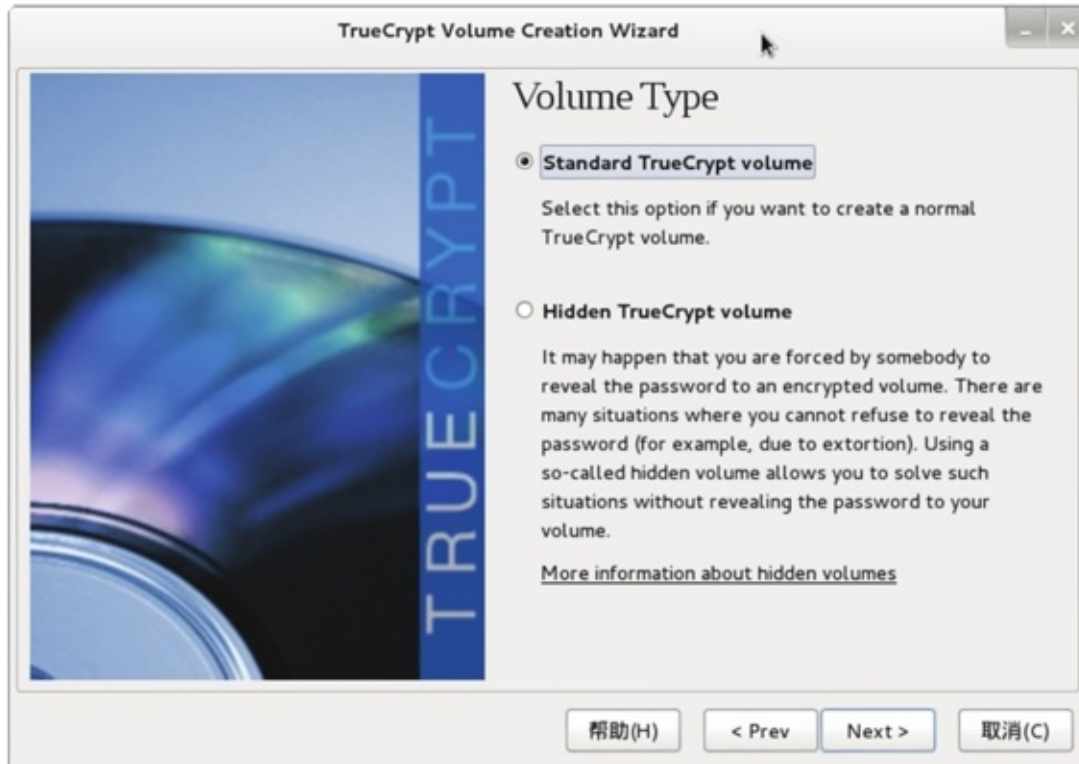 TrueCrypt Volume Creation Wizard
TRUECRYPT
Volume Type
Standard TrueCrypt volume
Select this option if you want to create a normal
TrueCrypt volume.
Hidden TrueCrypt volume
It may happen that you are forced by somebody to
reveal the password to an encrypted volume. There are
many situations where you cannot refuse to reveal the
password (for example, due to extortion). Using a
so-called hidden volume allows you to solve such
situations without revealing the password to your
volume.
More information about hidden volumes
帮助(H)
< Prev
Next >
取消(C)